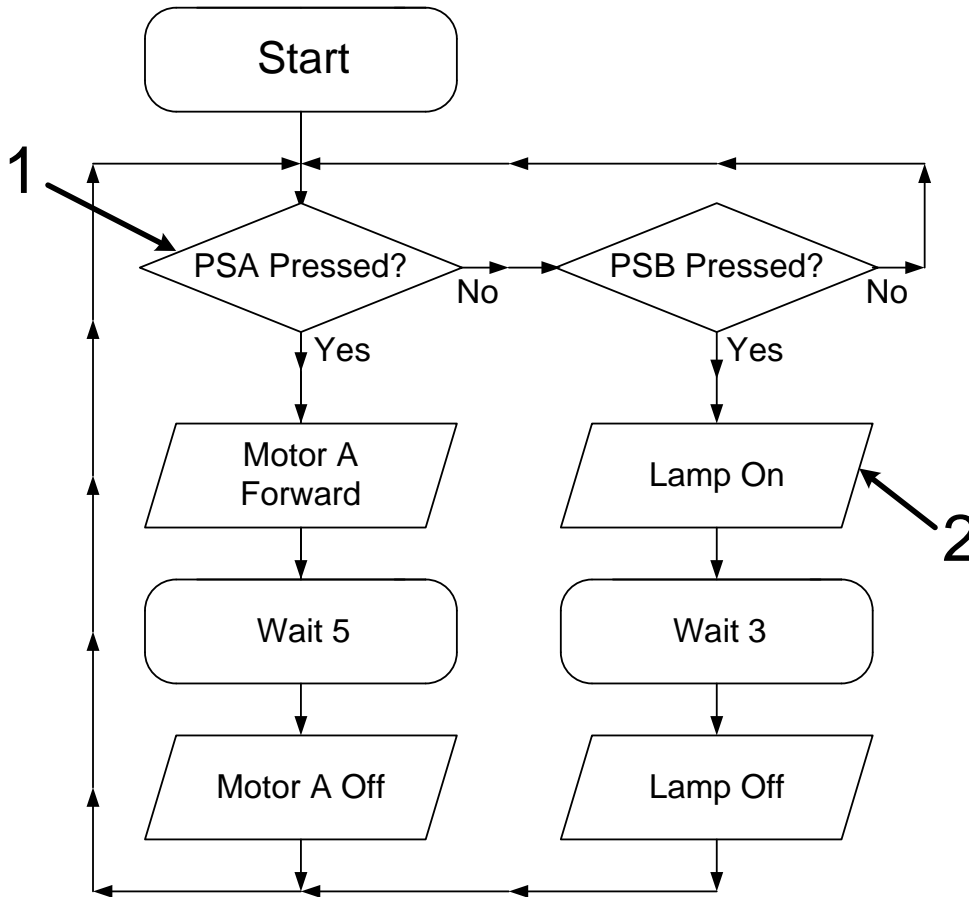 Start
1
PSA Pressed?
No
PSB Pressed?
No
Yes
Yes
Motor A
Forward
Lamp On
2
Wait 5
Wait 3
Motor A Off
Lamp Off